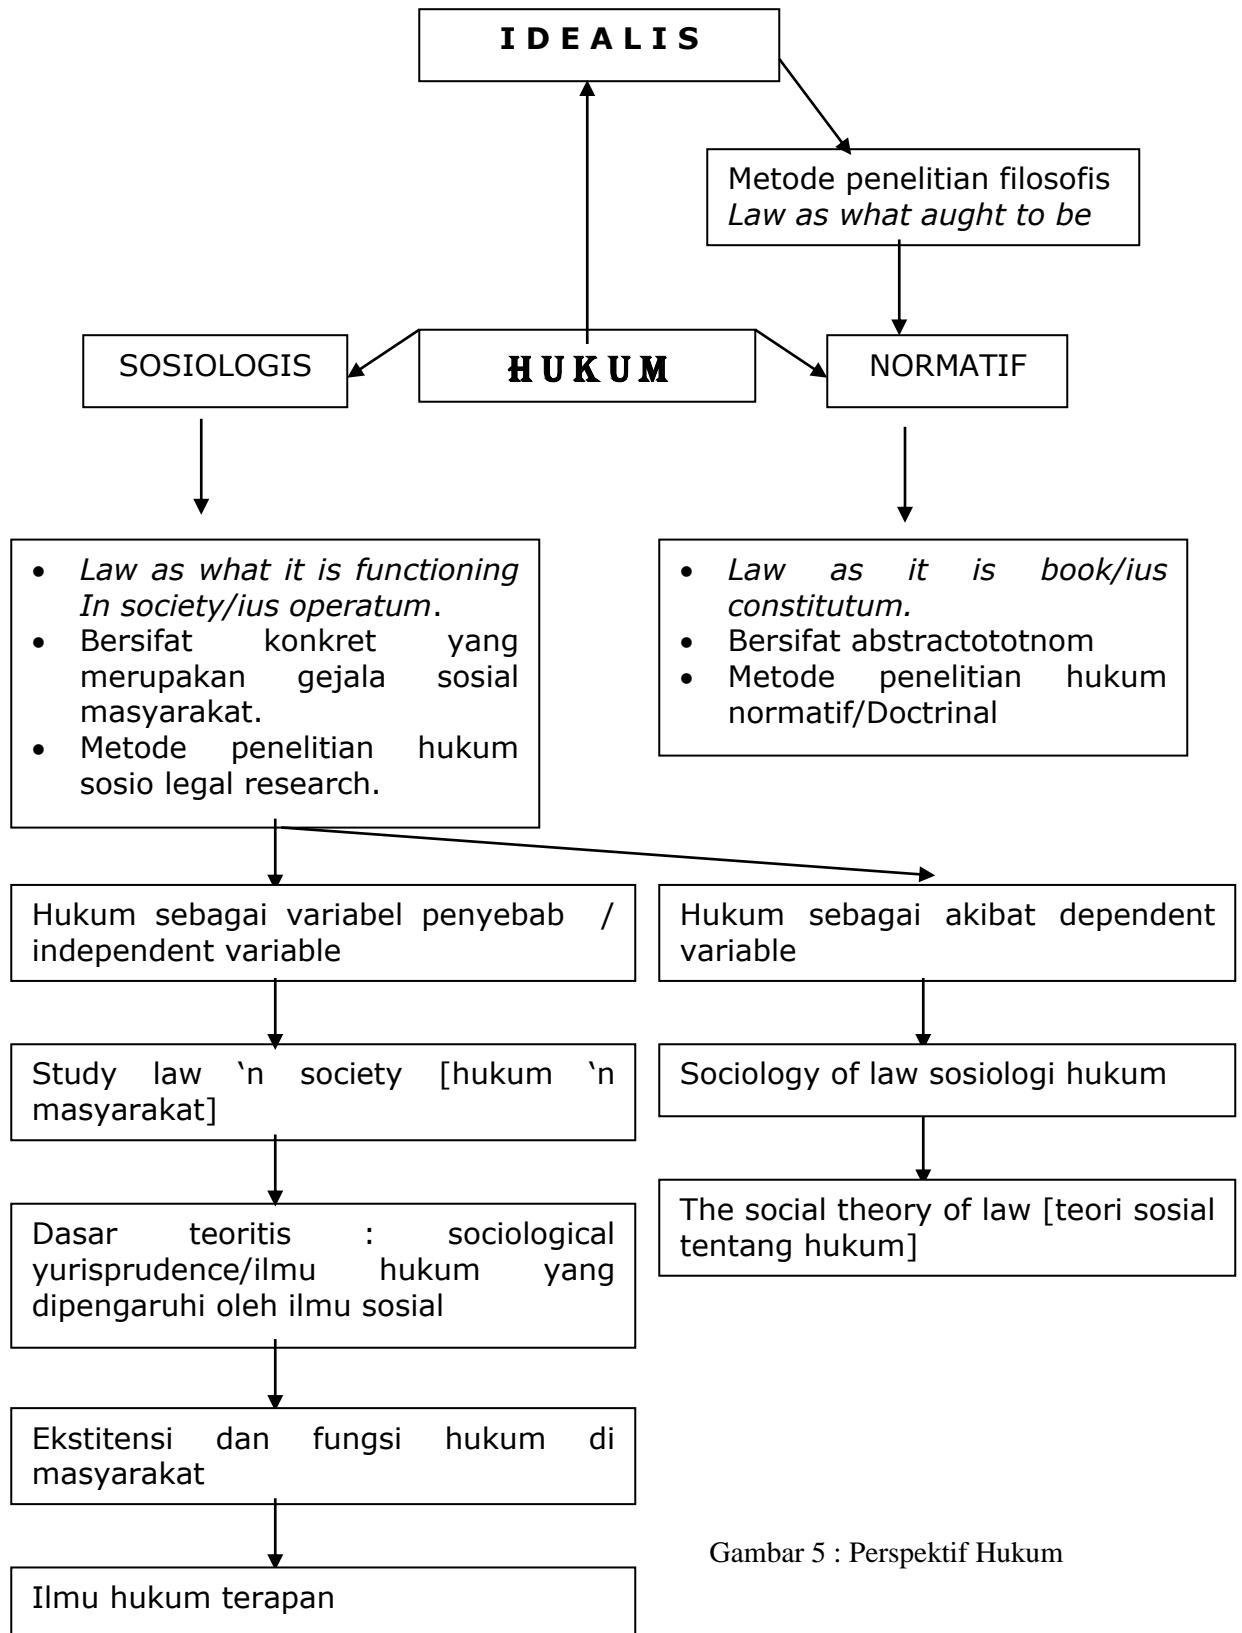 I D E A L I S
Metode penelitian filosofis
Law as what aught to be
SOSIOLOGIS
H U K U M
NORMATIF
• Law as what it is functioning
In society/ius operatum.
• Bersifat konkret yang
merupakan gejala sosial
masyarakat.
• Metode penelitian hukum
sosio legal research.
• Law as it is book/ius
constitutum.
• Bersifat abstractototnom
• Metode penelitian hukum
normatif/Doctrinal
Hukum sebagai variabel penyebab /
independent variable
Hukum sebagai akibat dependent
variable
Study law ‘n society [hukum ‘n
masyarakat]
Sociology of law sosiologi hukum
Dasar teoritis : sociological
yurisprudence/ilmu hukum yang
dipengaruhi oleh ilmu sosial
The social theory of law [teori sosial
tentang hukum]
Ekstitensi dan fungsi hukum di
masyarakat
Ilmu hukum terapan
Gambar 5 : Perspektif Hukum